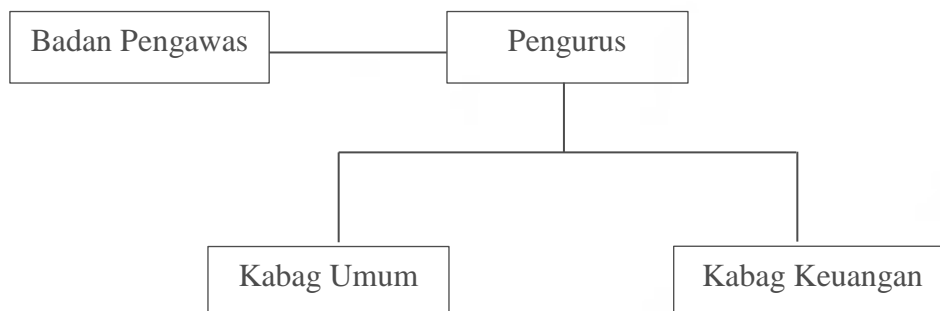 Badan Pengawas
Pengurus
Kabag Umum
Kabag Keuangan